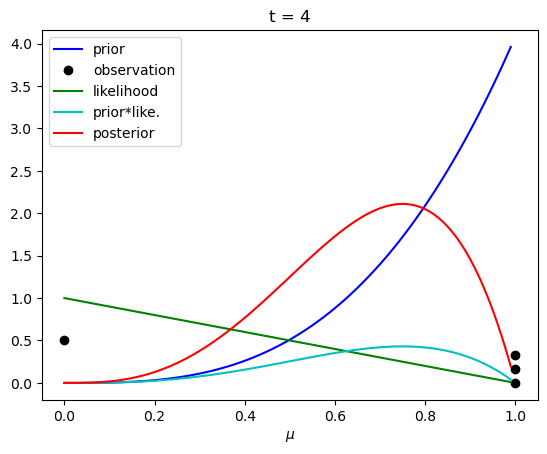 t = 4
prior
observation
likelihood
prior*like.
posterior
4.0
3.5
3.0
2.5
2.0
1.5
1.0
0.5
0.0
0.0 0.2 0.4 0.6 0.8 1.0
μ